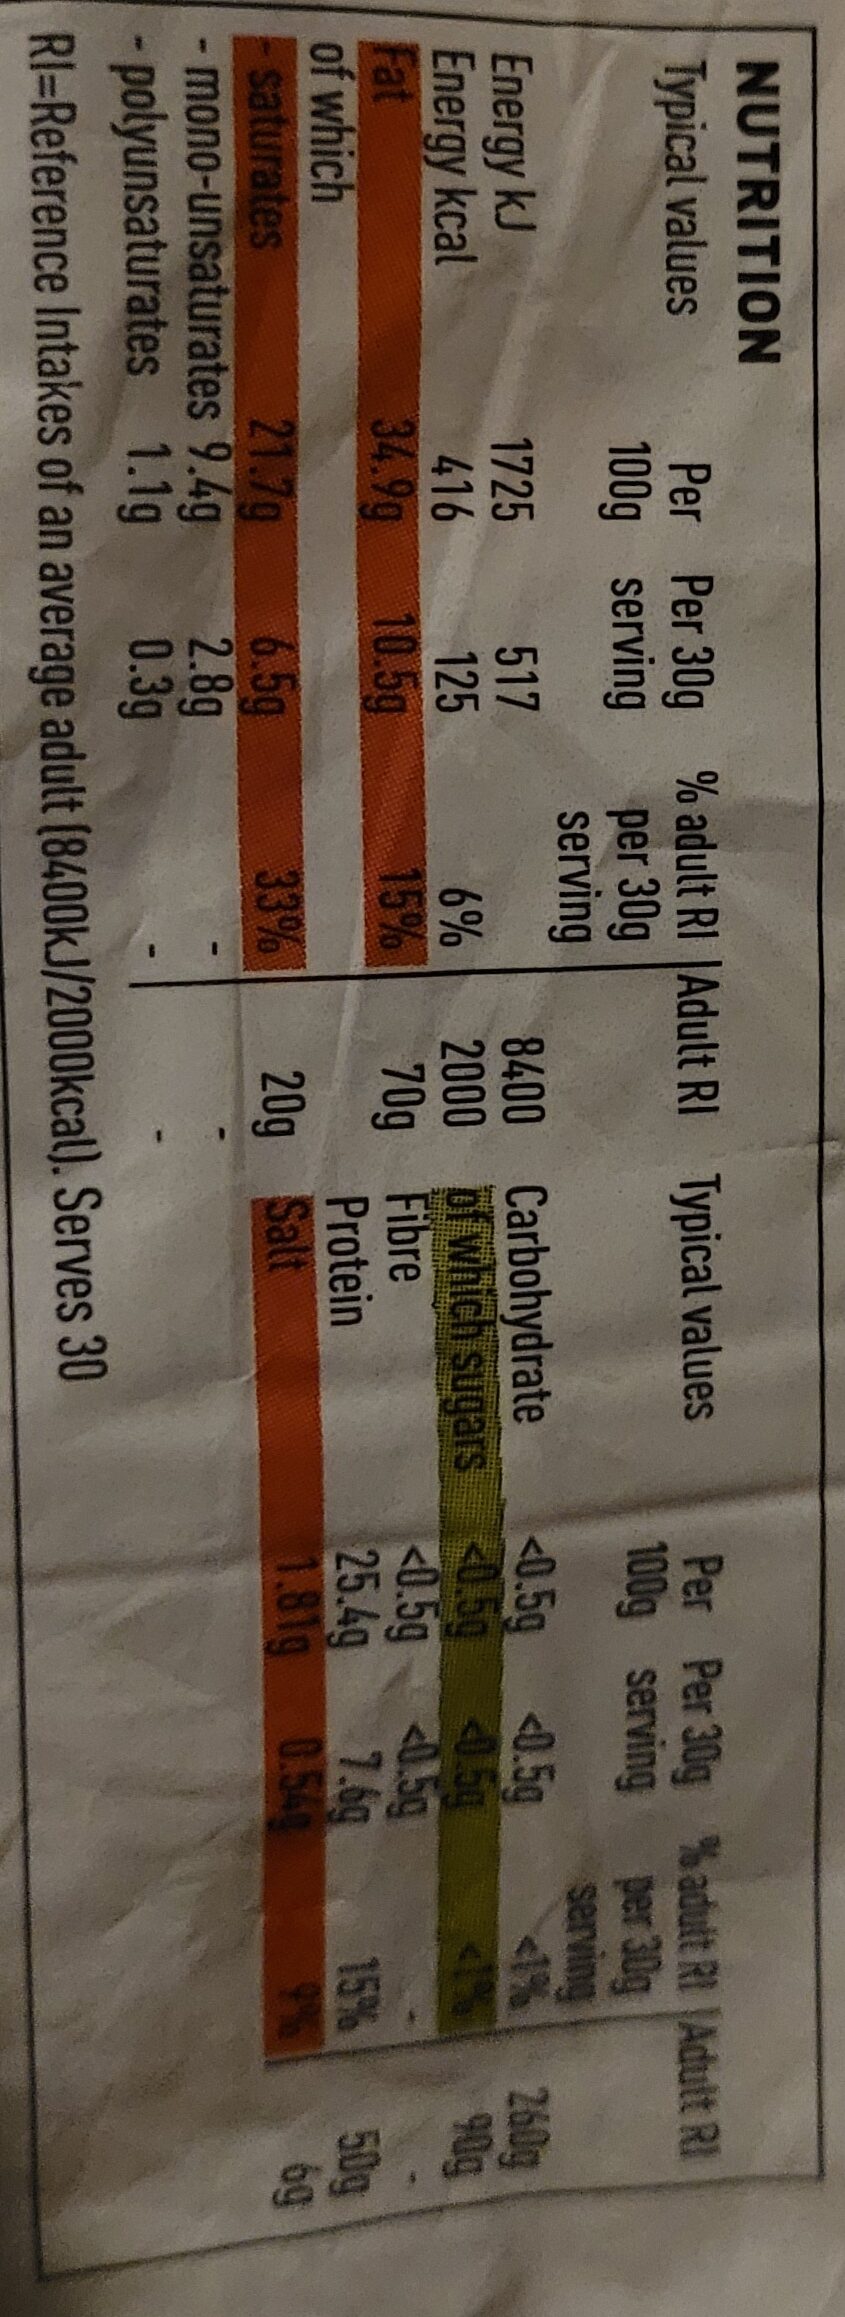 NUTRITION
Typical values Per 100g Per 30g serving % adult RI per 30g serving Adult RI
Energy kJ 1725 517 8400
Energy kcal 416 125 6% 2000
Fat 34.9g 10.5g 15% 70g
of which
- saturates 21.7g 6.5g 33% 20g
- mono-unsaturates 9.4g 2.8g - -
- polyunsaturates 1.1g 0.3g - -
Typical values Per 100g Per 30g serving % adult RI per 30g serving Adult RI
Carbohydrate <0.5g <0.5g <1% 260g
of which sugars <0.5g <0.5g <1% 90g
Fibre <0.5g <0.5g - -
Protein 25.4g 7.6g 15% 50g
Salt 1.81g 0.54g 9% 6g
RI=Reference Intakes of an average adult (8400kJ/2000kcal). Serves 30